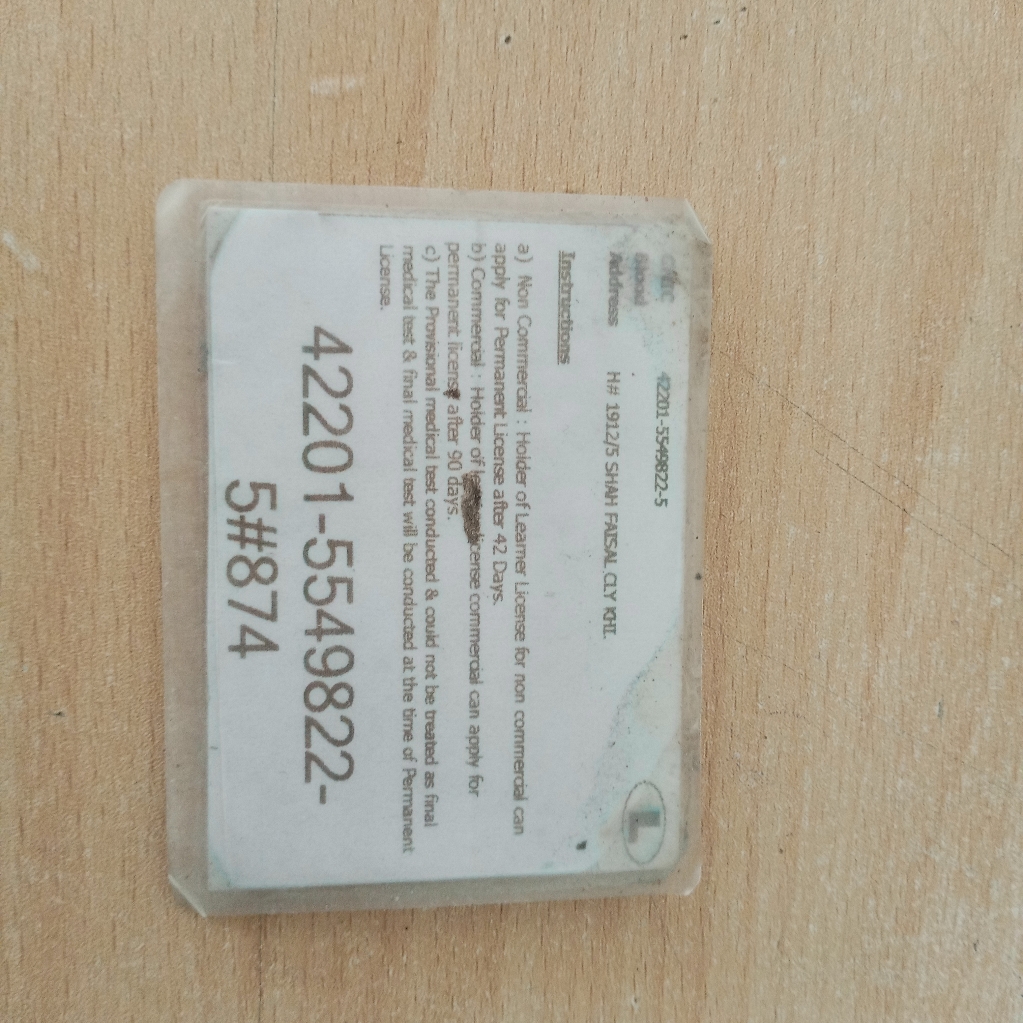 42201-5549822-5
Address H# 1912/5 SHAH FAISAL CLY KHI.
L
Instructions
a) Non Commercial : Holder of Learner License for non commercial can
apply for Permanent License after 42 Days.
b) Commercial : Holder of license commercial can apply for
permanent license after 90 days.
c) The Provisional medical test conducted & could not be treated as final
medical test & final medical test will be conducted at the time of Permanent
License.
42201-5549822-
5#874